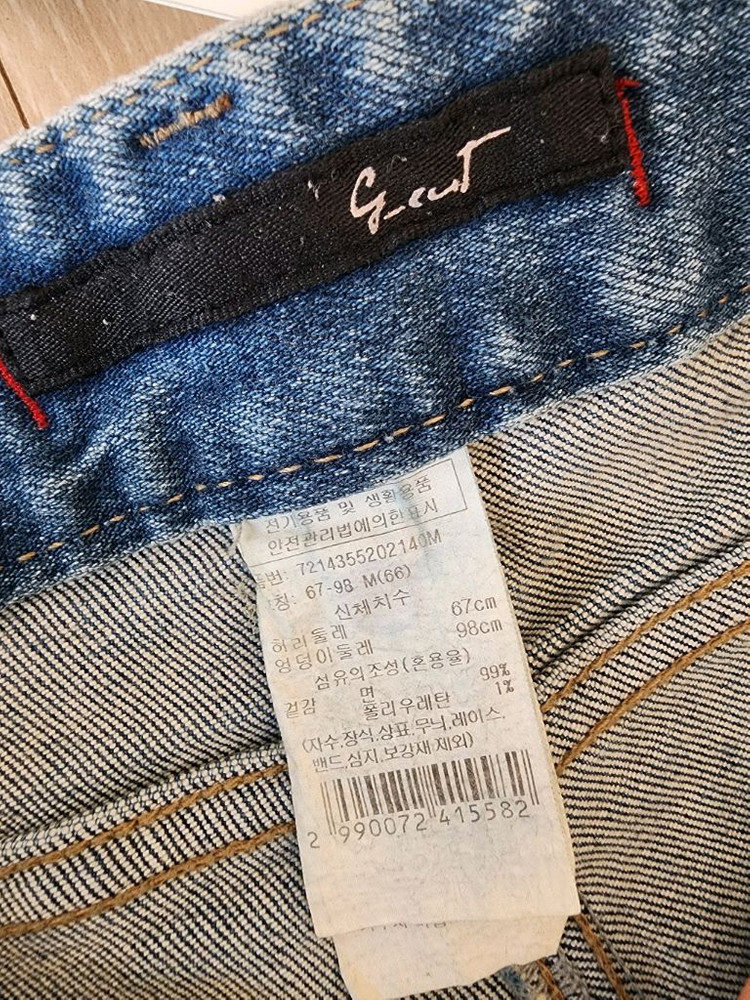 G-cut
전기용품 및 생활용품
안전관리법에의한표시
번: 7214355202140M
칭: 67-98 M(66)
신체치수
허리둘레 67cm
엉덩이둘레 98cm
섬유의조성(혼용율)
겉감 면 99%
폴리우레탄 1%
(자수,장식,상표,무늬,레이스,
밴드,심지,보강재 제외)
2 990072 415582